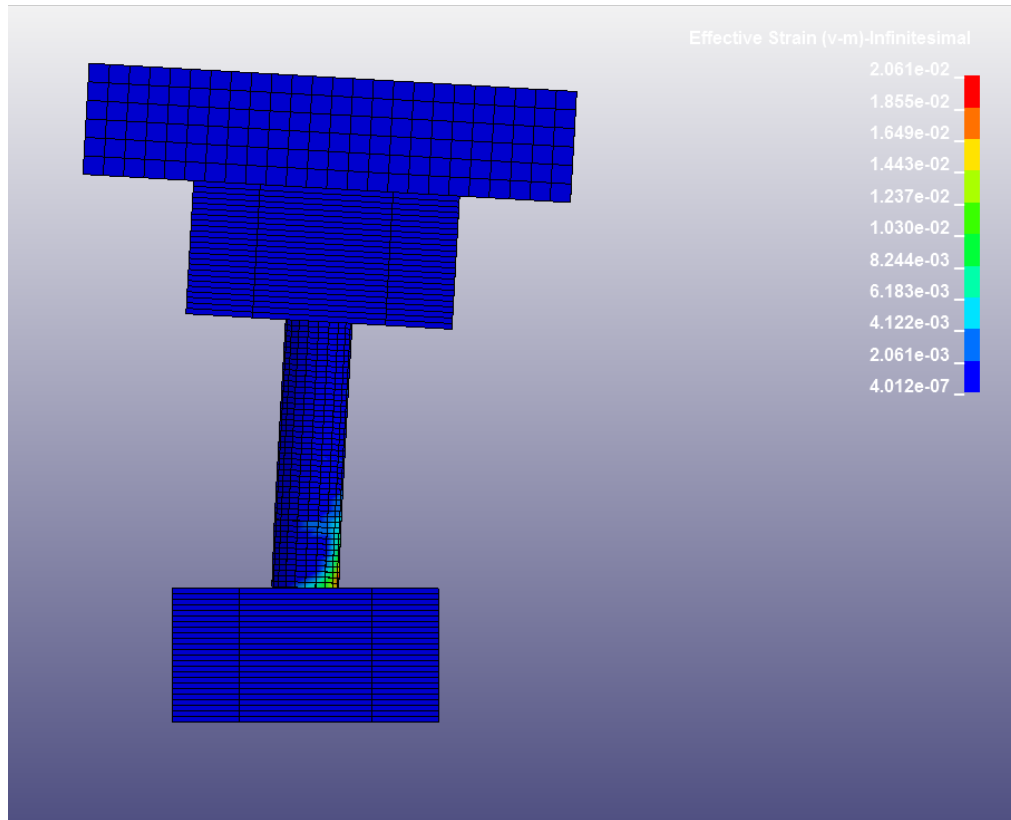 Effective Strain (v-m)-Infinitesimal
2.061e-02
1.855e-02
1.649e-02
1.443e-02
1.237e-02
1.030e-02
8.244e-03
6.183e-03
4.122e-03
2.061e-03
4.012e-07